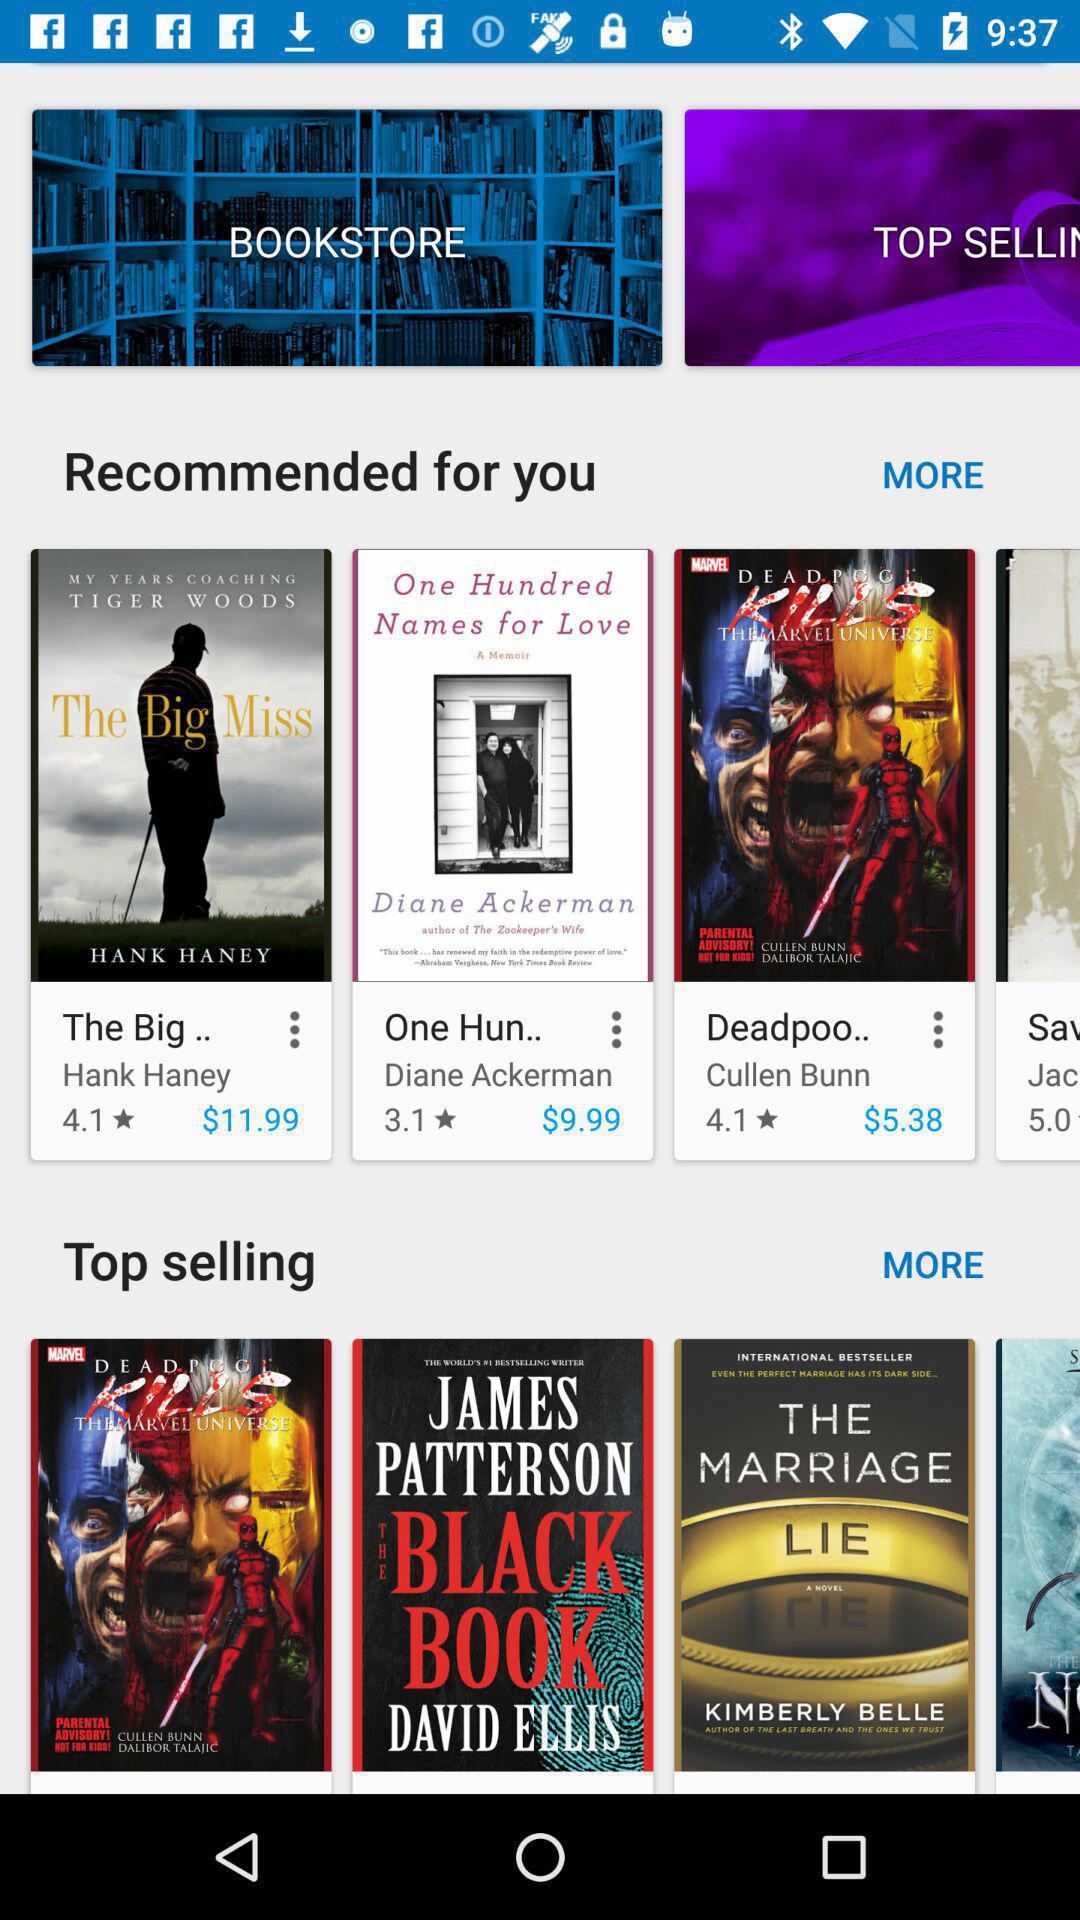 FAKE
9:37
BOOKSTORE
TOP SELLIN
Recommended for you
MORE
MY YEARS COACHING
TIGER WOODS
The Big Miss
HANK HANEY
One Hundred
Names for Love
A Memoir
Diane Ackerman
author of The Zookeeper's Wife
"This book . . . has renewed my faith in the redemptive power of love."
—Abraham Verghese, New York Times Book Review
MARVEL
DEADPOOL
KILLS
THE MARVEL UNIVERSE
PARENTAL
ADVISORY!
NOT FOR KIDS!
CULLEN BUNN
DALIBOR TALAJIC
The Big ..
Hank Haney
4.1 ★ $11.99
One Hun..
Diane Ackerman
3.1 ★ $9.99
Deadpoo..
Cullen Bunn
4.1 ★ $5.38
Sav
Jac
5.0
Top selling
MORE
MARVEL
DEADPOOL
KILLS
THE MARVEL UNIVERSE
PARENTAL
ADVISORY!
NOT FOR KIDS!
CULLEN BUNN
DALIBOR TALAJIC
THE WORLD'S #1 BESTSELLING WRITER
JAMES
PATTERSON
THE
BLACK
BOOK
DAVID ELLIS
INTERNATIONAL BESTSELLER
EVEN THE PERFECT MARRIAGE HAS ITS DARK SIDE...
THE
MARRIAGE
LIE
A NOVEL
KIMBERLY BELLE
AUTHOR OF THE LAST BREATH AND THE ONES WE TRUST
S
THE
N
TA